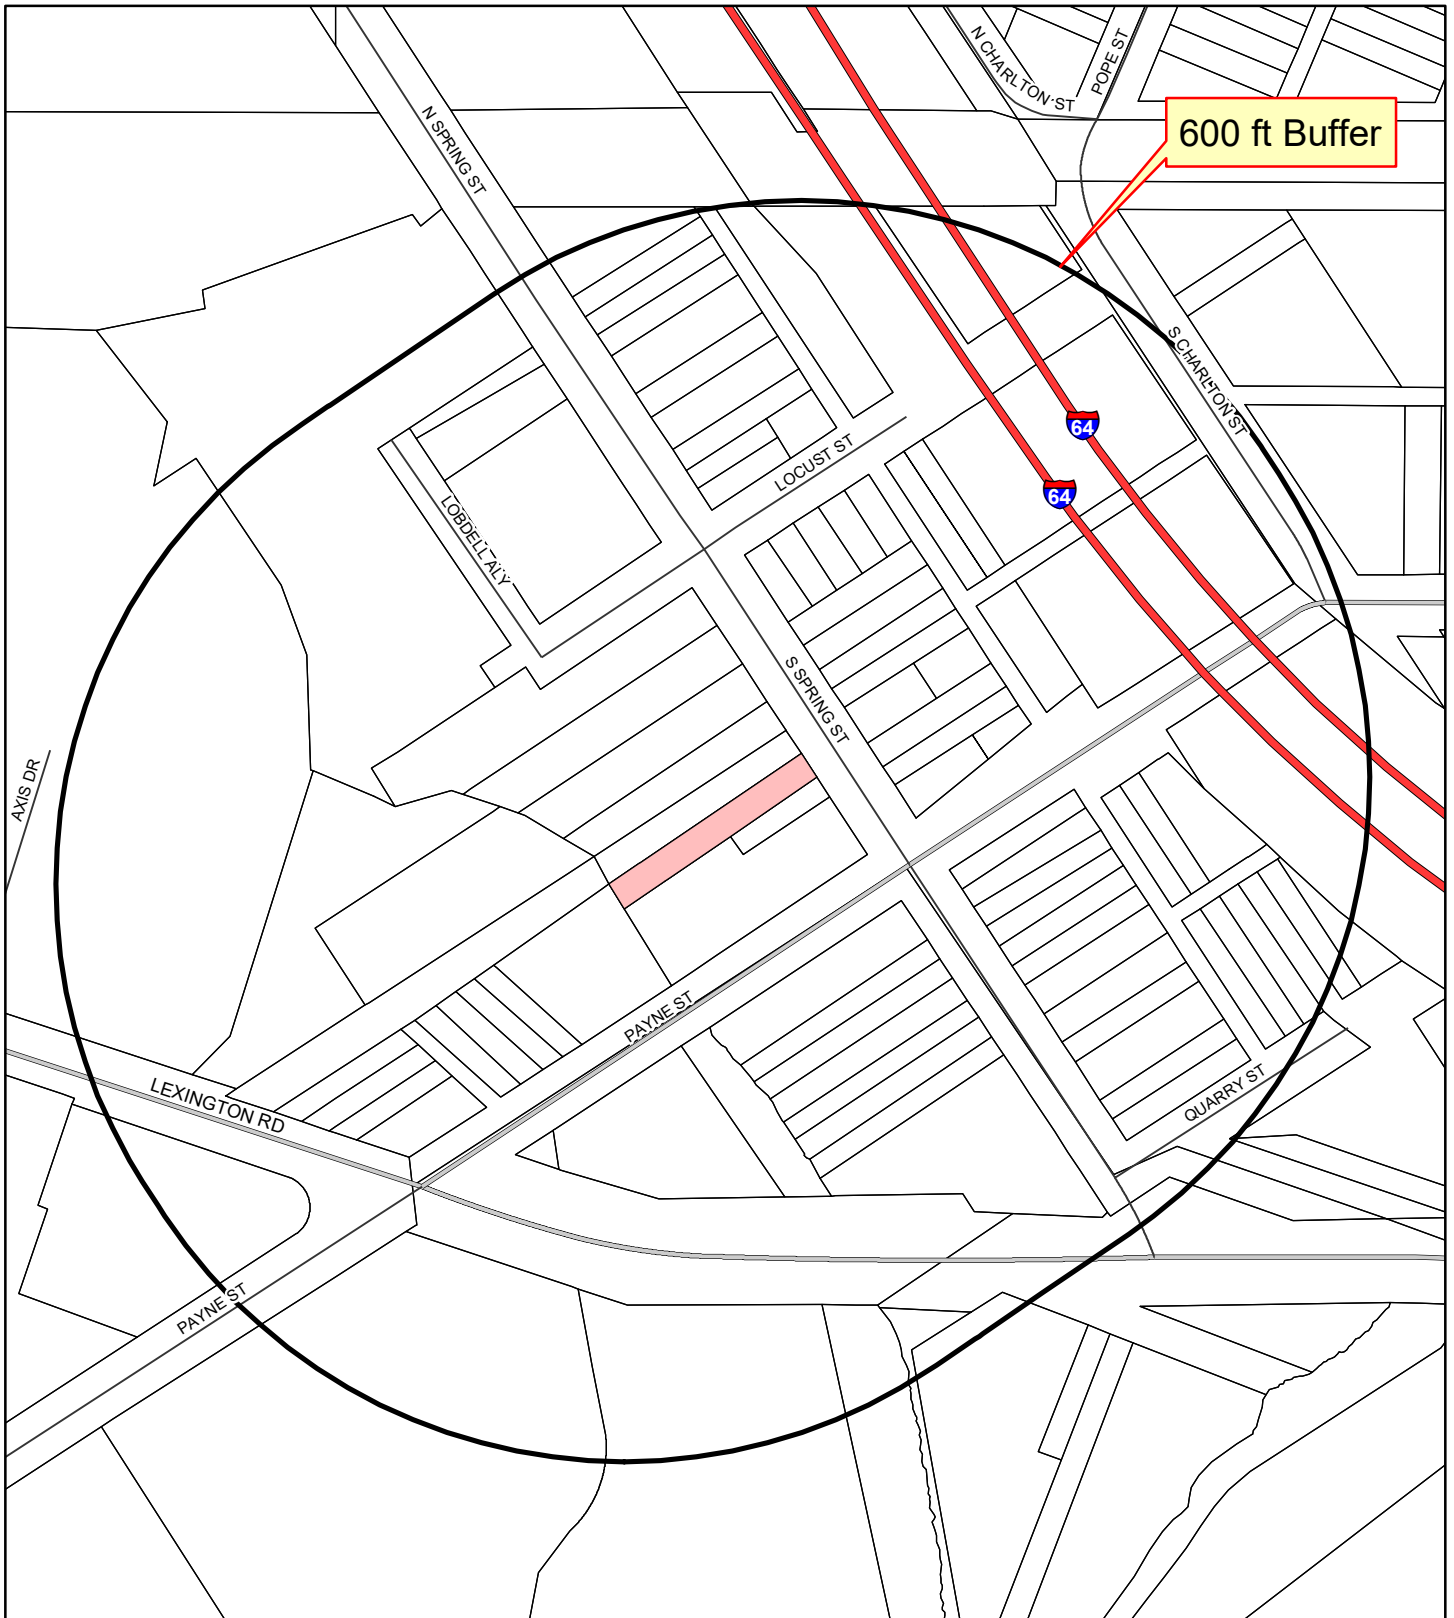 N CHARLTON ST
POPE ST
600 ft Buffer
N SPRING ST
S CHARLTON ST
64
LOCUST ST
64
LOBDELL ALY
S SPRING ST
AXIS DR
PAYNE ST
QUARRY ST
LEXINGTON RD
PAYNE ST